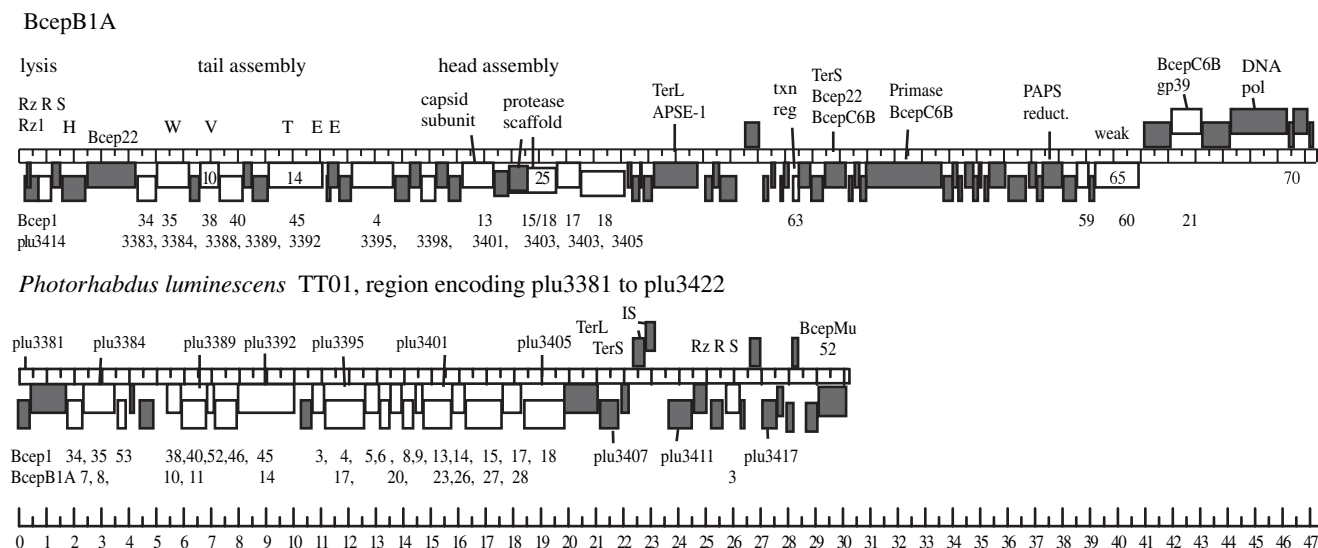 BcepB1A
lysis tail assembly head assembly
Rz R S
Rz1 H Bcep22 W V T E E
capsid subunit
protease scaffold
TerL
APSE-1
txn reg
TerS
Bcep22
BcepC6B
Primase
BcepC6B
PAPS reduct.
weak
BcepC6B
gp39
DNA pol
10 14 25 65 70
63
Bcep1 34 35 38 40 45 4 13 15/18 17 18 59 60 21
plu3414 3383, 3384, 3388, 3389, 3392 3395, 3398, 3401, 3403, 3403, 3405
Photorhabdus luminescens TT01, region encoding plu3381 to plu3422
plu3381 plu3384 plu3389 plu3392 plu3395 plu3401 plu3405
TerL
TerS
IS
Rz R S
BcepMu
52
Bcep1 34, 35 53 38,40,52,46, 45 3, 4, 5,6 , 8,9, 13,14, 15, 17, 18 plu3407 plu3411 plu3417
BcepB1A 7, 8, 10, 11 14 17, 20, 23,26, 27, 28 3
0 1 2 3 4 5 6 7 8 9 10 11 12 13 14 15 16 17 18 19 20 21 22 23 24 25 26 27 28 29 30 31 32 33 34 35 36 37 38 39 40 41 42 43 44 45 46 47